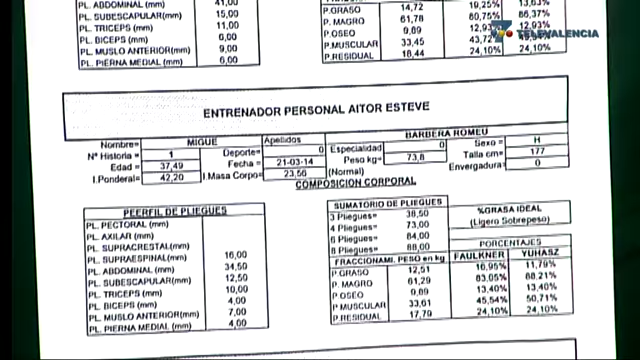 PL. ABDOMINAL (mm) 41,00
PL. SUBESCAPULAR(mm) 15,00
PL. TRICEPS (mm) 11,00
PL. BICEPS (mm) 6,00
PL. MUSLO ANTERIOR(mm) 9,00
PL. PIERNA MEDIAL (mm) 6,00
P.GRASO 14,72 19,25% 13,63%
P. MAGRO 61,78 80,75% 86,37%
P.OSEO 9,89 12,93% 12,93%
P.MUSCULAR 33,45 43,72%
P.RESIDUAL 18,44 24,10% 24,10%
TELEVALENCIA
ENTRENADOR PERSONAL AITOR ESTEVE
Nombre= MIGUE Apellidos BARBERA ROMEU
Nº Historia = 1 Deporte= 0 Especialidad 0 Sexo = H
Edad = 37,49 Fecha = 21-03-14 Peso kg= 73,8 Talla cm= 177
I.Ponderal= 42,20 I.Masa Corpo= 23,56 (Normal) Envergadura= 0
COMPOSICION CORPORAL
PEERFIL DE PLIEGUES
PL. PECTORAL (mm)
PL. AXILAR (mm)
PL. SUPRACRESTAL(mm)
PL. SUPRAESPINAL(mm) 16,00
PL. ABDOMINAL (mm) 34,50
PL. SUBESCAPULAR(mm) 12,50
PL. TRICEPS (mm) 10,00
PL. BICEPS (mm) 4,00
PL. MUSLO ANTERIOR(mm) 7,00
PL. PIERNA MEDIAL (mm) 4,00
SUMATORIO DE PLIEGUES
3 Pliegues= 38,50
4 Pliegues= 73,00
6 Pliegues= 84,00
8 Pliegues= 88,00
%GRASA IDEAL
(Ligero Sobrepeso)
PORCENTAJES
FRACCIONAMI. PESO en kg FAULKNER YUHASZ
P GRASO 12,51 16,95% 11,79%
P. MAGRO 61,29 83,05% 88,21%
P OSEO 9,89 13,40% 13,40%
P MUSCULAR 33,61 45,54% 50,71%
P.RESIDUAL 17,79 24,10% 24,10%